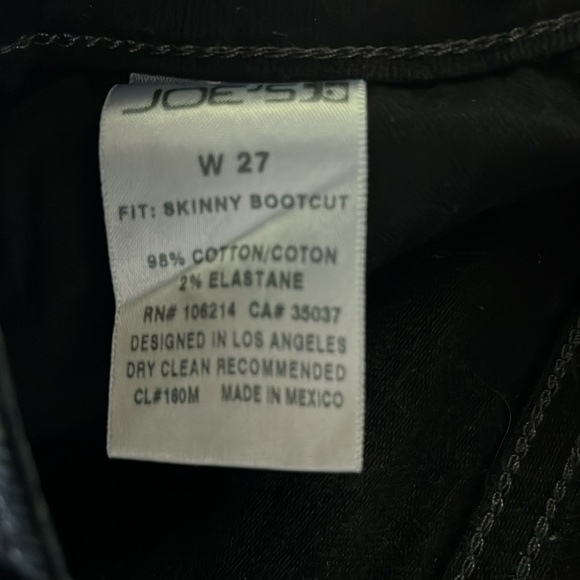 JOE'S
W 27
FIT: SKINNY BOOTCUT
98% COTTON/COTON
2% ELASTANE
RN# 106214 CA# 35037
DESIGNED IN LOS ANGELES
DRY CLEAN RECOMMENDED
CL#160M MADE IN MEXICO